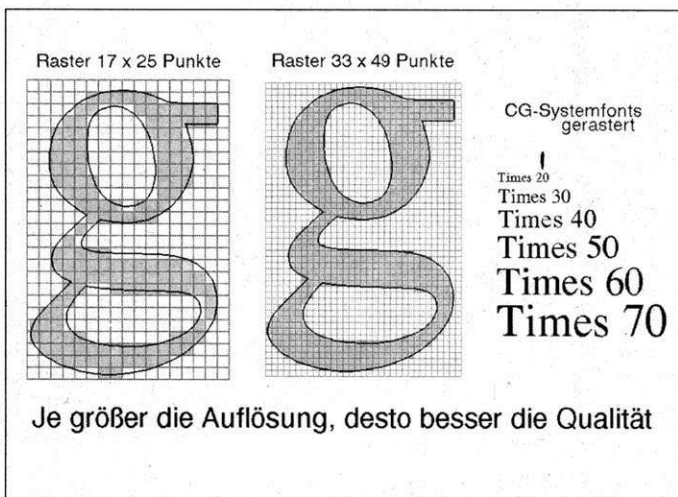 Raster 17 x 25 Punkte
Raster 33 x 49 Punkte
g
g
CG-Systemfonts
gerastert
Times 20
Times 30
Times 40
Times 50
Times 60
Times 70
Je größer die Auflösung, desto besser die Qualität